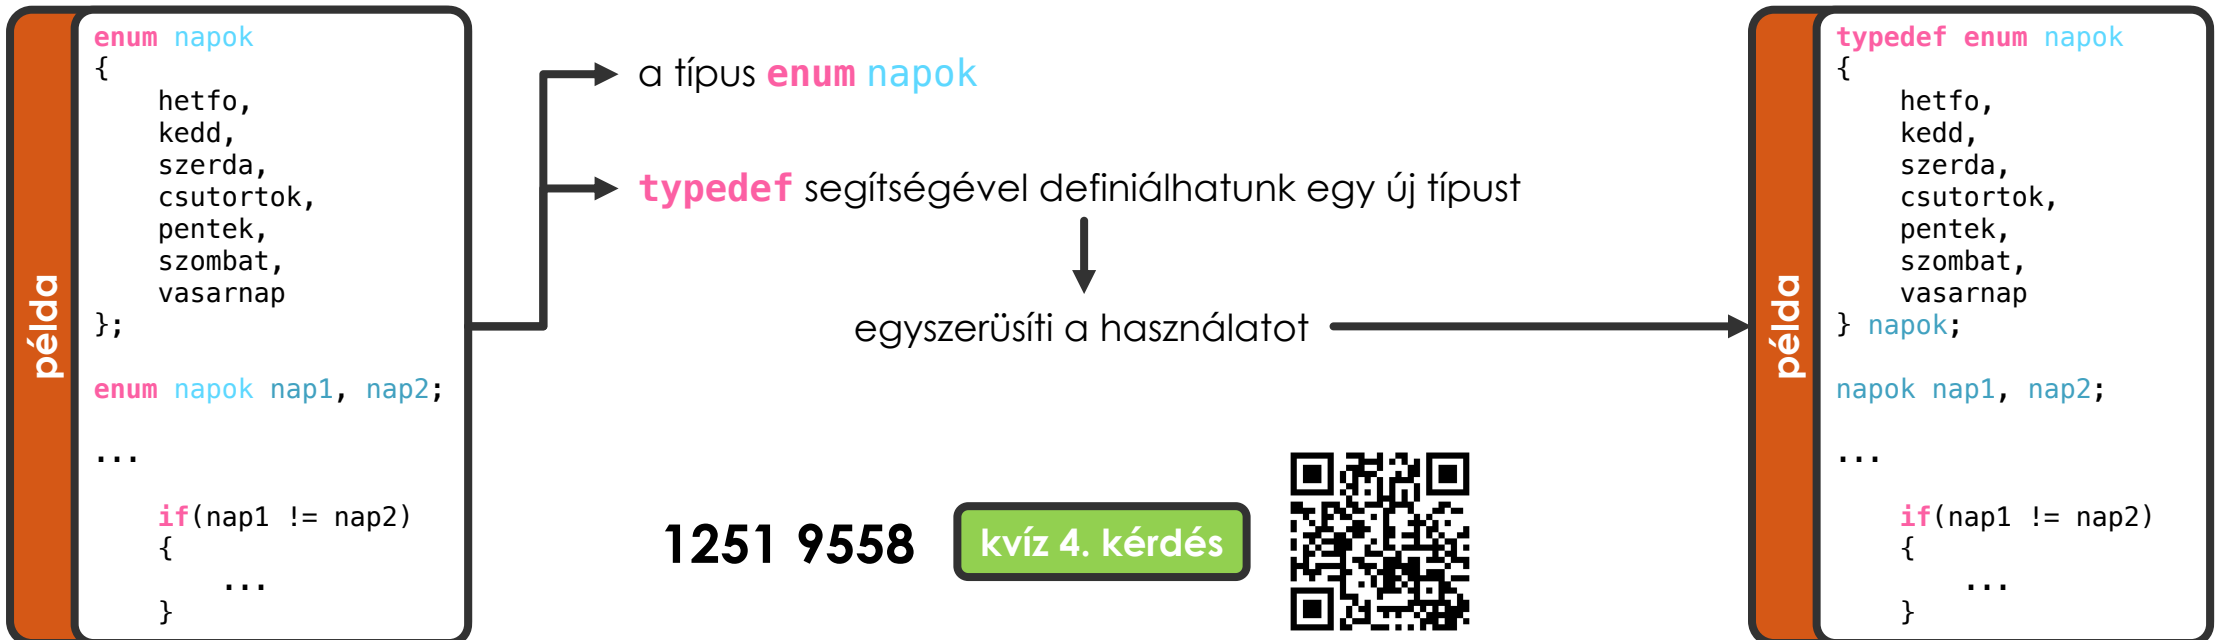 példa
enum napok
{
    hetfo,
    kedd,
    szerda,
    csutortok,
    pentek,
    szombat,
    vasarnap
};

enum napok nap1, nap2;

...

    if(nap1 != nap2)
    {
        ...
    }
a típus enum napok
typedef segítségével definiálhatunk egy új típust
egyszerüsíti a használatot
1251 9558
kvíz 4. kérdés
példa
typedef enum napok
{
    hetfo,
    kedd,
    szerda,
    csutortok,
    pentek,
    szombat,
    vasarnap
} napok;

napok nap1, nap2;

...

    if(nap1 != nap2)
    {
        ...
    }